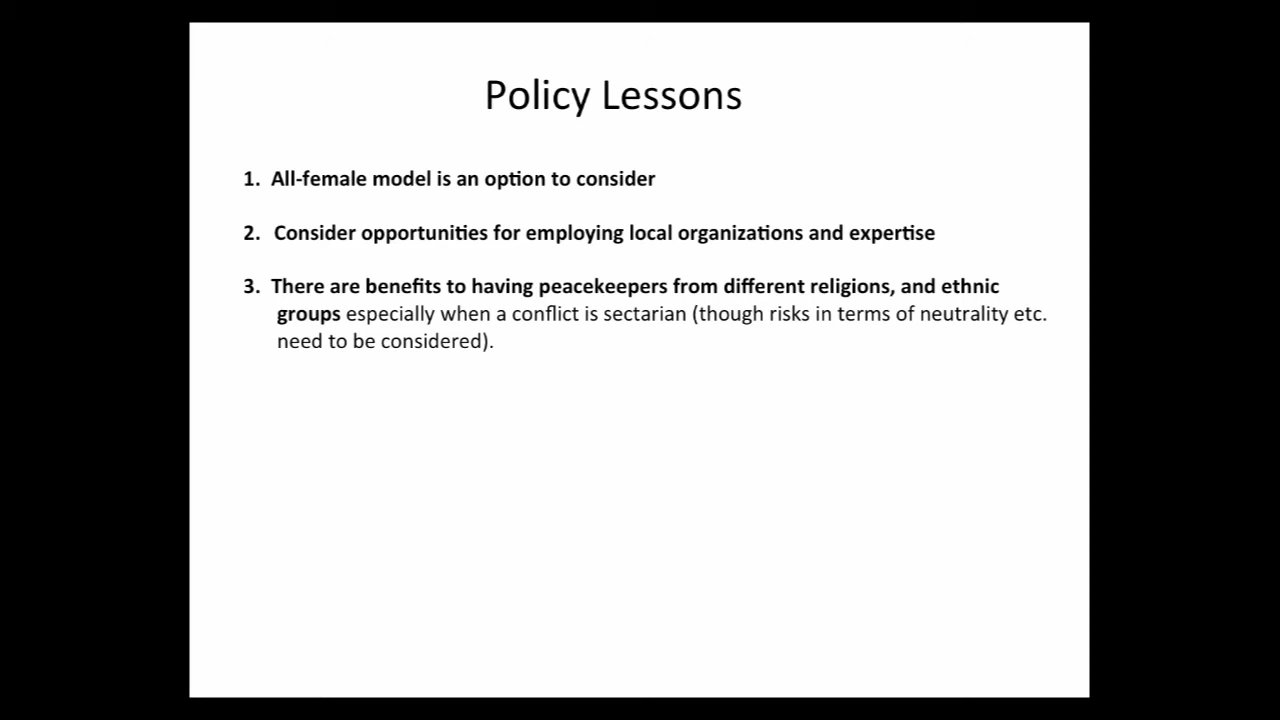 Policy Lessons
1. All-female model is an option to consider
2. Consider opportunities for employing local organizations and expertise
3. There are benefits to having peacekeepers from different religions, and ethnic
groups especially when a conflict is sectarian (though risks in terms of neutrality etc.
need to be considered).